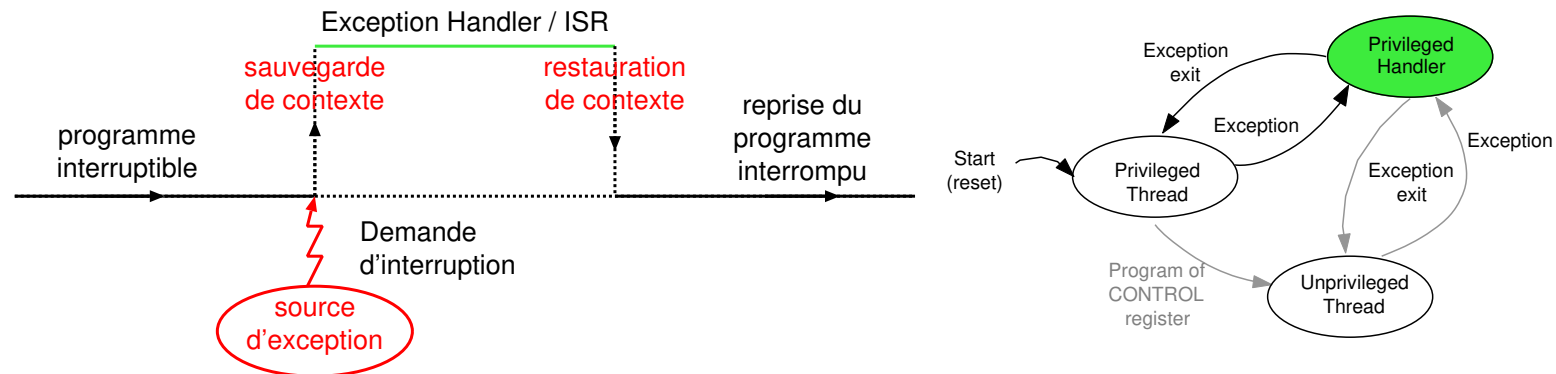 Exception Handler / ISR
sauvegarde
de contexte
restauration
de contexte
programme
interruptible
reprise du
programme
interrompu
Demande
d'interruption
source
d'exception
Privileged
Handler
Exception
exit
Exception
Exception
Start
(reset)
Privileged
Thread
Exception
exit
Program of
CONTROL
register
Unprivileged
Thread